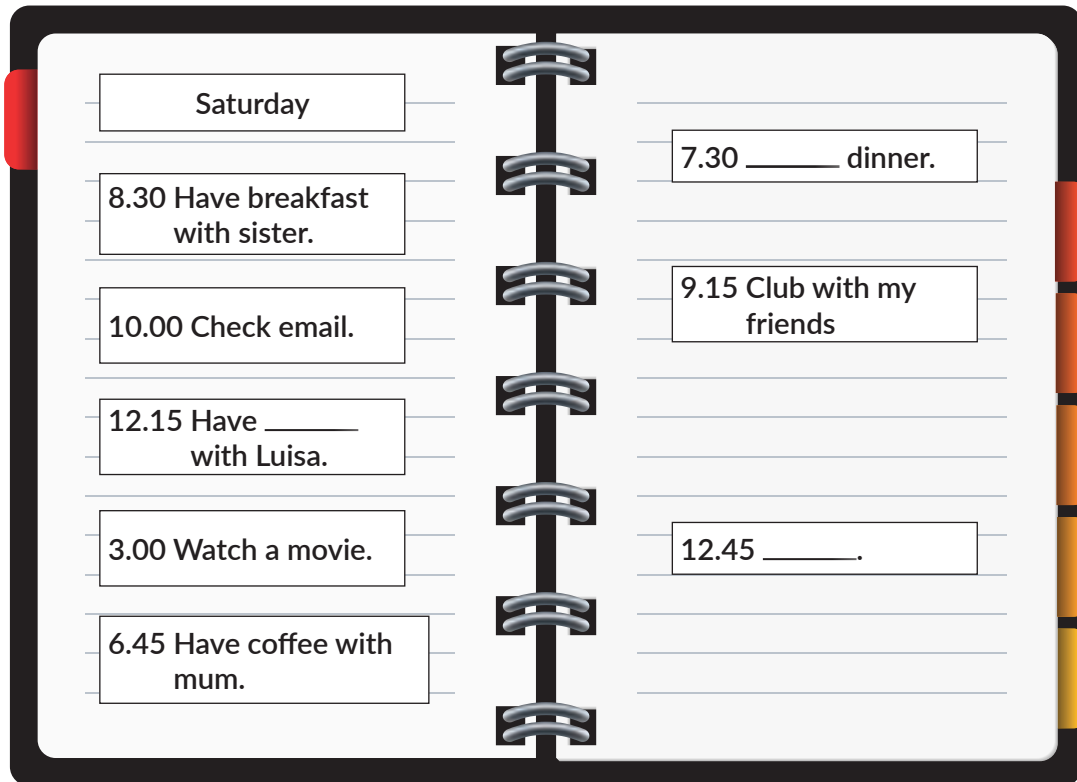 Saturday
8.30 Have breakfast
with sister.
10.00 Check email.
12.15 Have ______
with Luisa.
3.00 Watch a movie.
6.45 Have coffee with
mum.
7.30 ______ dinner.
9.15 Club with my
friends
12.45 ______.